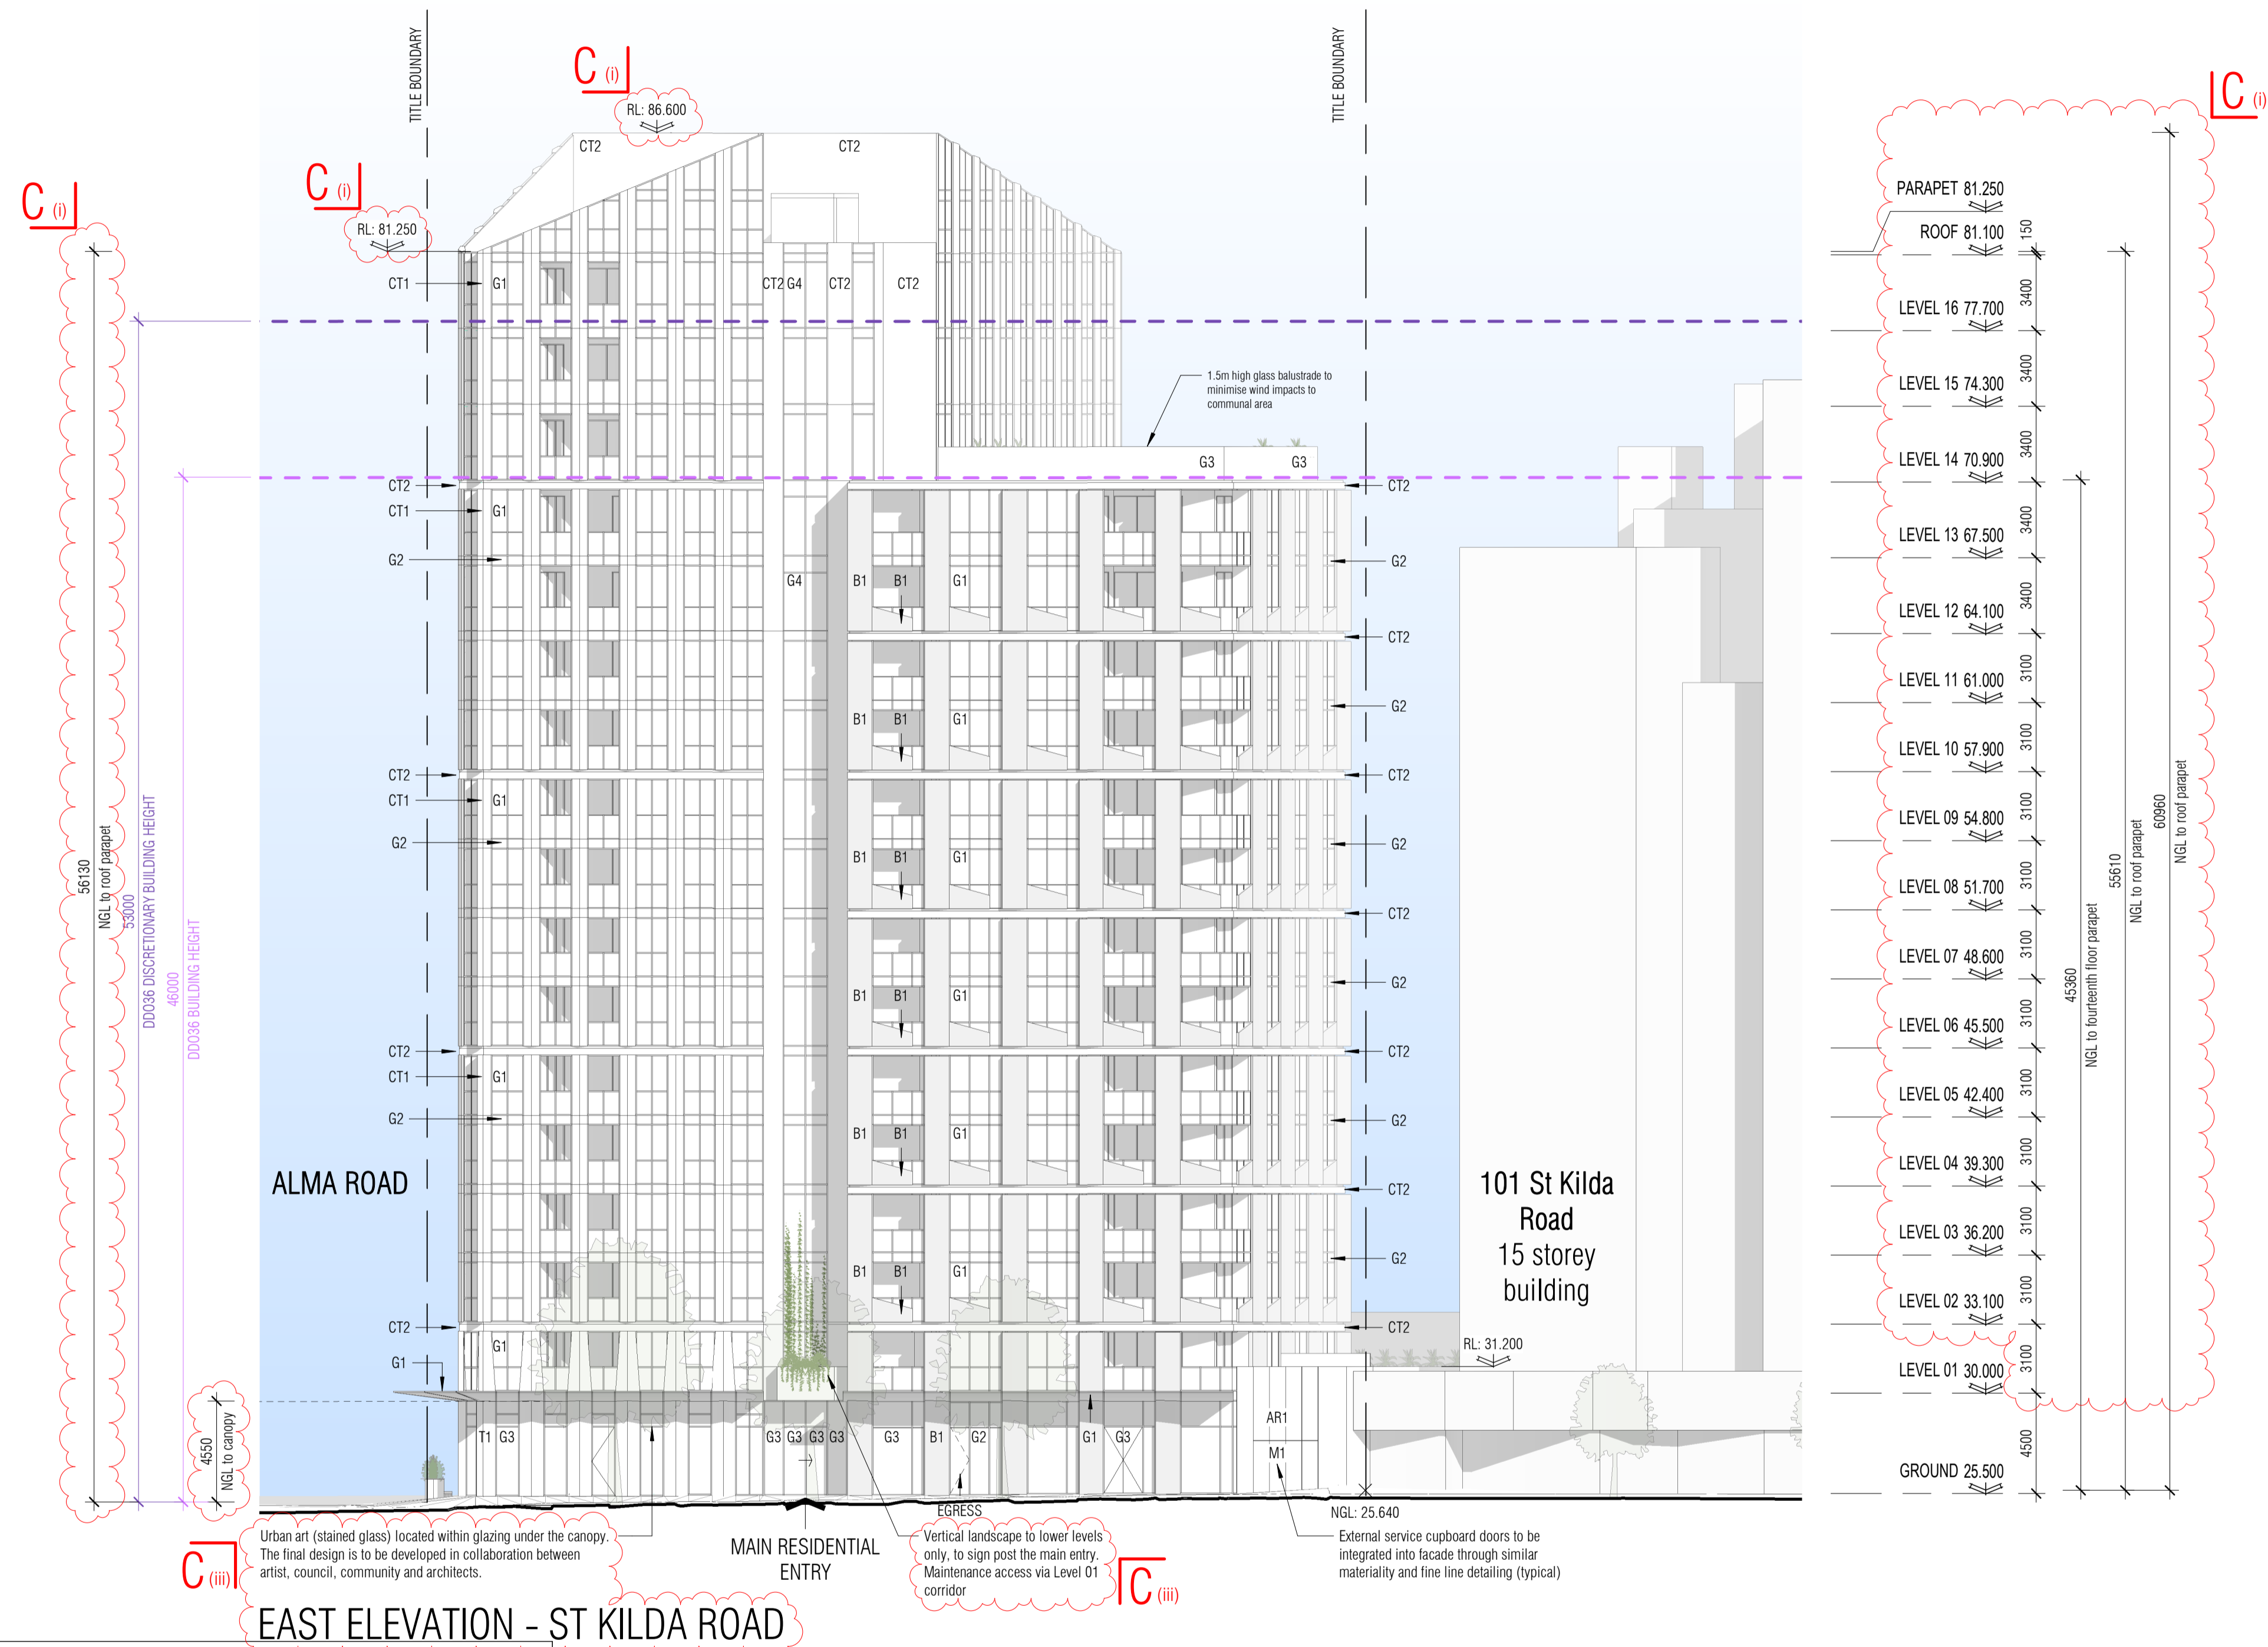 C (i)
C (i)
C (i)
C (i)
TITLE BOUNDARY
TITLE BOUNDARY
RL: 86.600
RL: 81.250
CT2
CT2
CT1
G1
CT2
G4
CT2
CT2
1.5m high glass balustrade to
minimise wind impacts to
communal area
G3
G3
CT2
CT1
G1
G2
G4
B1
B1
G1
CT2
G2
CT2
B1
B1
G1
G2
CT2
CT1
G1
G2
B1
B1
G1
CT2
G2
CT2
B1
B1
G1
G2
CT2
CT1
G1
G2
B1
B1
G1
CT2
G2
CT2
B1
B1
G1
G2
CT2
G1
G1
CT2
T1
G3
G3
G3
G3
G3
G3
B1
G2
G1
G3
AR1
M1
56130
NGL to roof parapet
53000
DDO36 DISCRETIONARY BUILDING HEIGHT
46000
DDO36 BUILDING HEIGHT
4550
NGL to canopy
ALMA ROAD
101 St Kilda
Road
15 storey
building
RL: 31.200
PARAPET 81.250
ROOF 81.100
LEVEL 16 77.700
LEVEL 15 74.300
LEVEL 14 70.900
LEVEL 13 67.500
LEVEL 12 64.100
LEVEL 11 61.000
LEVEL 10 57.900
LEVEL 09 54.800
LEVEL 08 51.700
LEVEL 07 48.600
LEVEL 06 45.500
LEVEL 05 42.400
LEVEL 04 39.300
LEVEL 03 36.200
LEVEL 02 33.100
LEVEL 01 30.000
GROUND 25.500
150
3400
3400
3400
3400
3400
3100
3100
3100
3100
3100
3100
3100
3100
3100
3100
3100
4500
45360
NGL to fourteenth floor parapet
55610
NGL to roof parapet
60960
NGL to roof parapet
C (iii)
Urban art (stained glass) located within glazing under the canopy.
The final design is to be developed in collaboration between
artist, council, community and architects.
MAIN RESIDENTIAL
ENTRY
EGRESS
Vertical landscape to lower levels
only, to sign post the main entry.
Maintenance access via Level 01
corridor
C (iii)
NGL: 25.640
External service cupboard doors to be
integrated into facade through similar
materiality and fine line detailing (typical)
EAST ELEVATION - ST KILDA ROAD